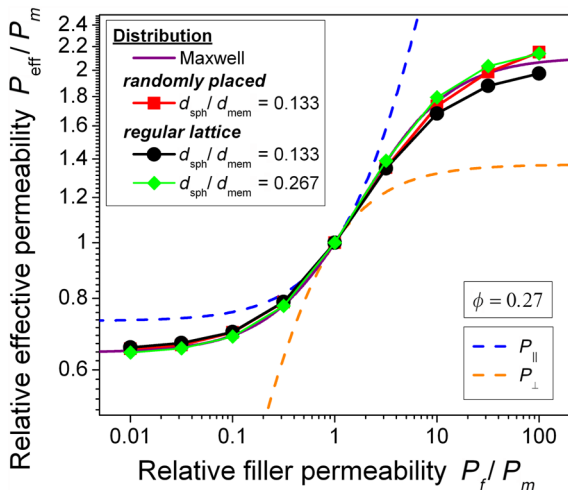 Relative effective permeability P_eff / P_m
2.4
2.2
2
1.8
1.6
1.4
1.2
1.0
0.8
0.6
Distribution
Maxwell
randomly placed
d_sph / d_mem = 0.133
regular lattice
d_sph / d_mem = 0.133
d_sph / d_mem = 0.267
ϕ = 0.27
P_∥
P_⊥
0.01 0.1 1 10 100
Relative filler permeability P_f / P_m